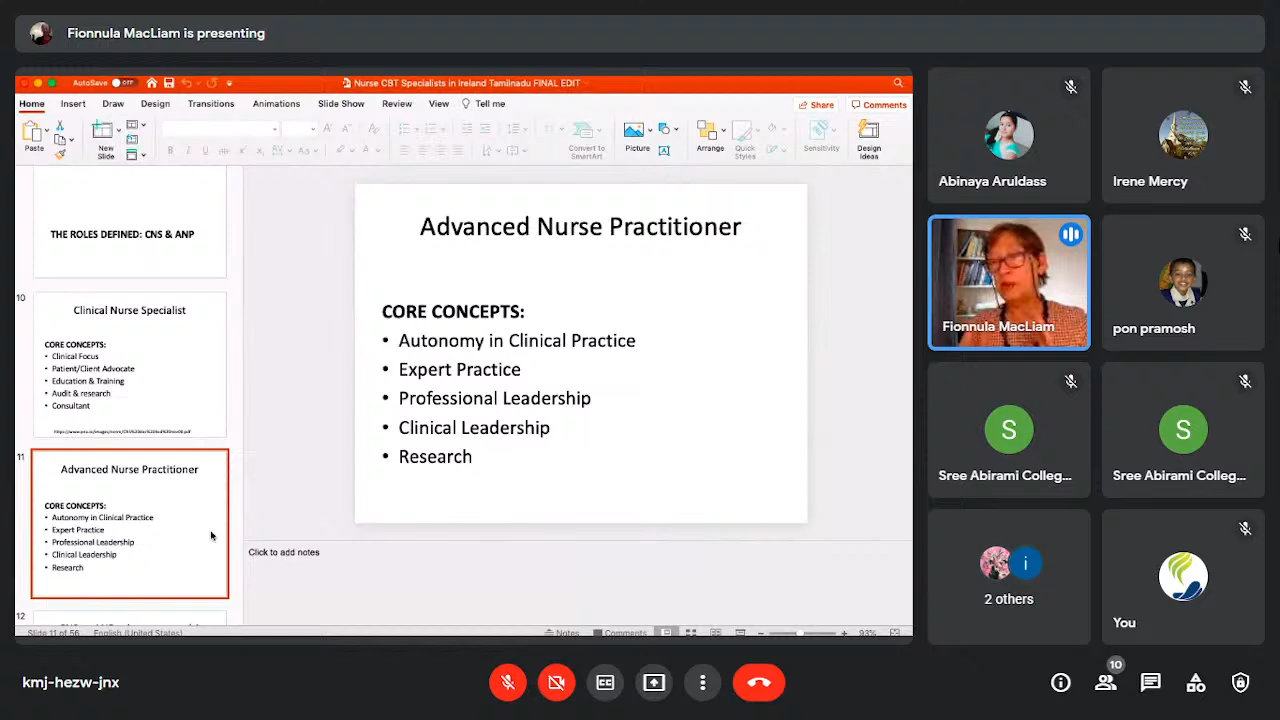 Fionnula MacLiam is presenting
AutoSave OFF
Nurse CBT Specialists in Ireland Tamilnadu FINAL EDIT
Home Insert Draw Design Transitions Animations Slide Show Review View Tell me
Share Comments
Paste
New Slide
Convert to SmartArt
Picture
Arrange
Quick Styles
Sensitivity
Design Ideas
THE ROLES DEFINED: CNS & ANP
10
Clinical Nurse Specialist
CORE CONCEPTS:
• Clinical Focus
• Patient/Client Advocate
• Education & Training
• Audit & research
• Consultant
11
Advanced Nurse Practitioner
CORE CONCEPTS:
• Autonomy in Clinical Practice
• Expert Practice
• Professional Leadership
• Clinical Leadership
• Research
12
Advanced Nurse Practitioner
CORE CONCEPTS:
• Autonomy in Clinical Practice
• Expert Practice
• Professional Leadership
• Clinical Leadership
• Research
Click to add notes
Slide 11 of 56 English (United States)
Notes Comments 93%
Abinaya Aruldass
Irene Mercy
Fionnula MacLiam
pon pramosh
S
Sree Abirami Colleg...
S
Sree Abirami Colleg...
i
2 others
You
kmj-hezw-jnx
CC
10